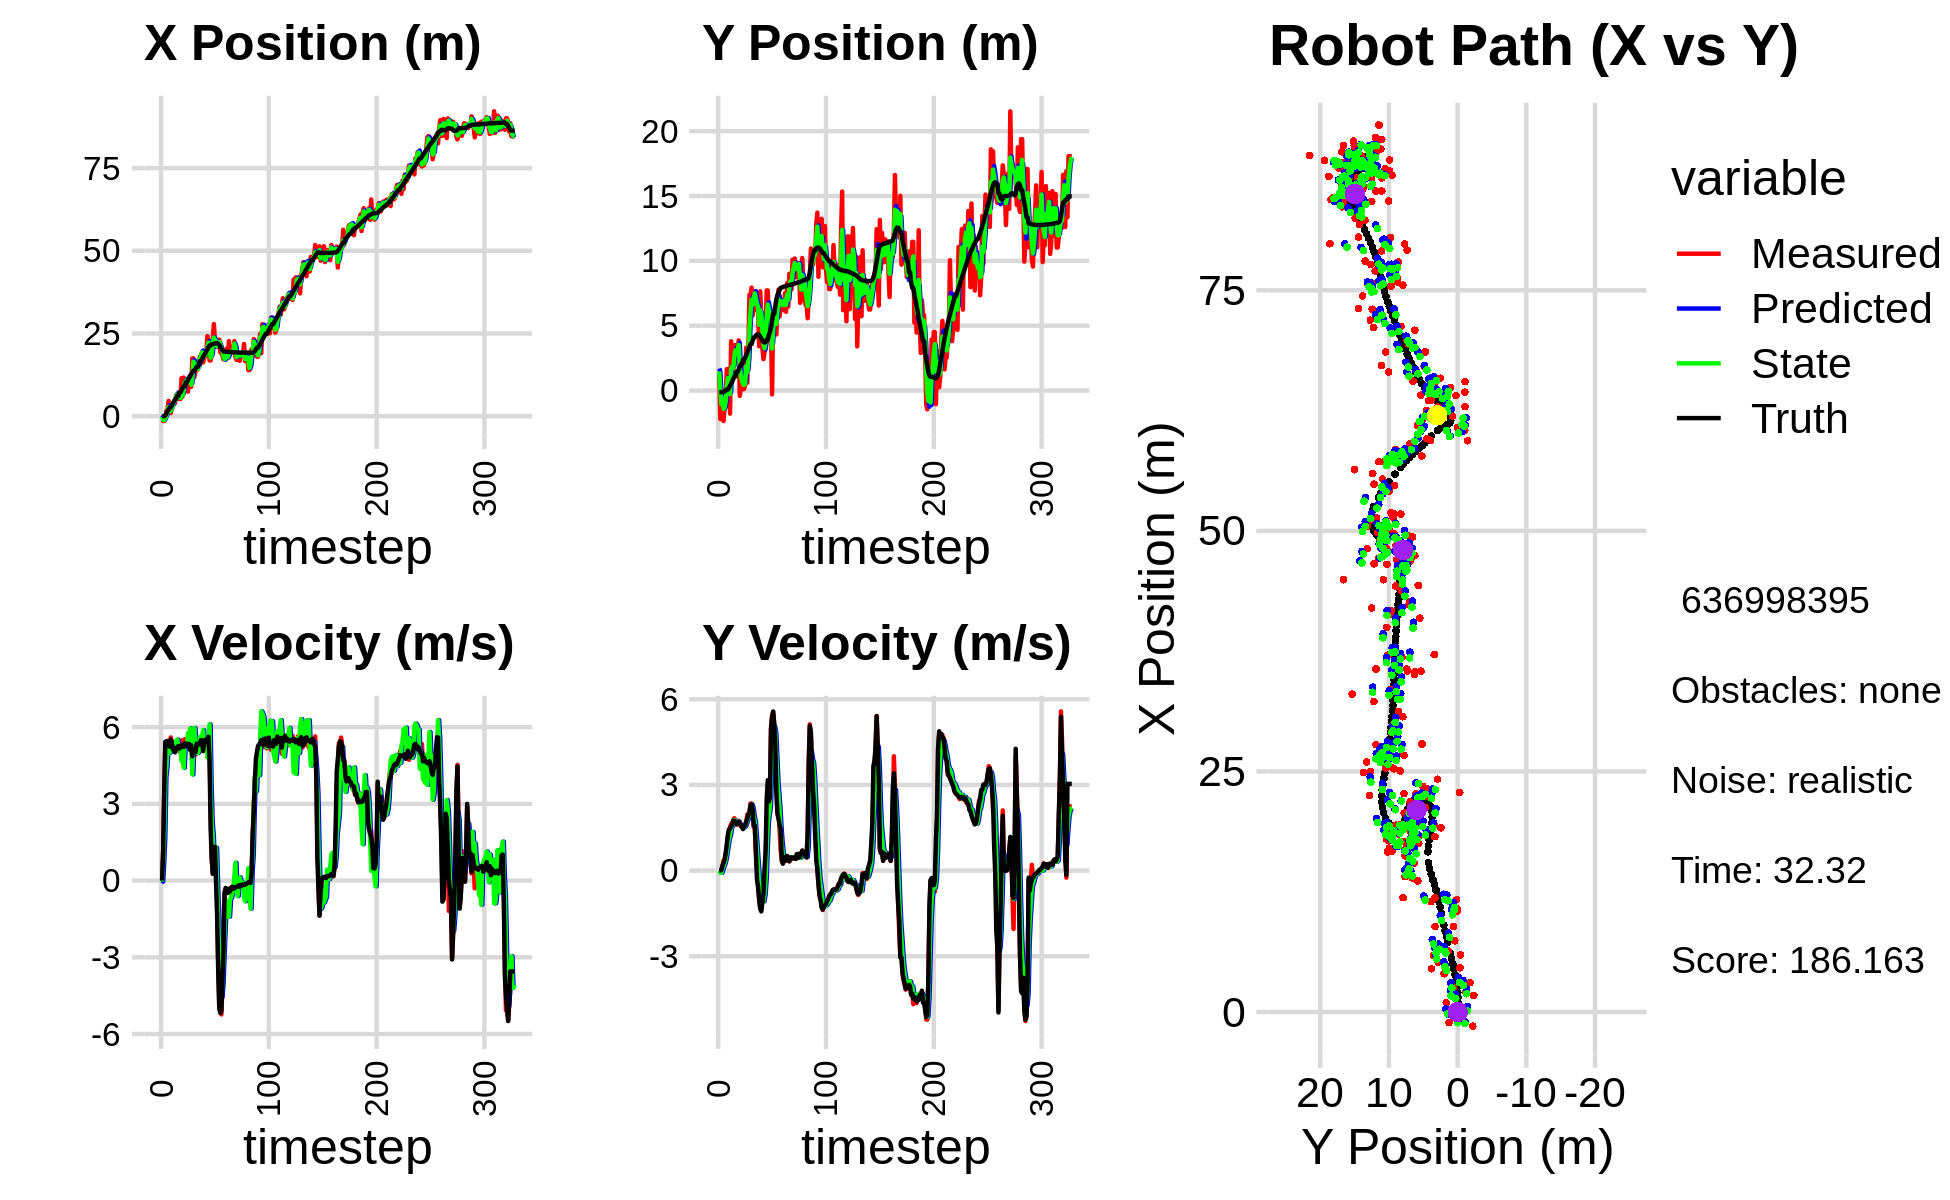 X Position (m)
75
50
25
0
0 100 200 300
timestep
Y Position (m)
20
15
10
5
0
0 100 200 300
timestep
X Velocity (m/s)
6
3
0
-3
-6
0 100 200 300
timestep
Y Velocity (m/s)
6
3
0
-3
0 100 200 300
timestep
Robot Path (X vs Y)
X Position (m)
75
50
25
0
20 10 0 -10 -20
Y Position (m)
variable
Measured
Predicted
State
Truth
636998395
Obstacles: none
Noise: realistic
Time: 32.32
Score: 186.163